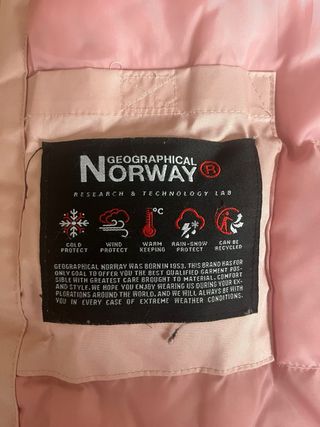 GEOGRAPHICAL
NORWAY ®
RESEARCH & TECHNOLOGY LAB
°C
COLD PROTECT
WIND PROTECT
WARM KEEPING
RAIN-SNOW PROTECT
CAN BE RECYCLED
GEOGRAPHICAL NORWAY WAS BORN IN 1953. THIS BRAND HAS FOR
ONLY GOAL TO OFFER YOU THE BEST QUALIFIED GARMENT POS-
SIBLE WITH GREATEST CARE BROUGHT TO MATERIAL, COMFORT
AND STYLE. WE HOPE YOU ENJOY WEARING US DURING YOUR EX-
PLORATIONS AROUND THE WORLD, AND WE WILL ALWAYS BE WITH
YOU IN EVERY CASE OF EXTREME WEATHER CONDITIONS.